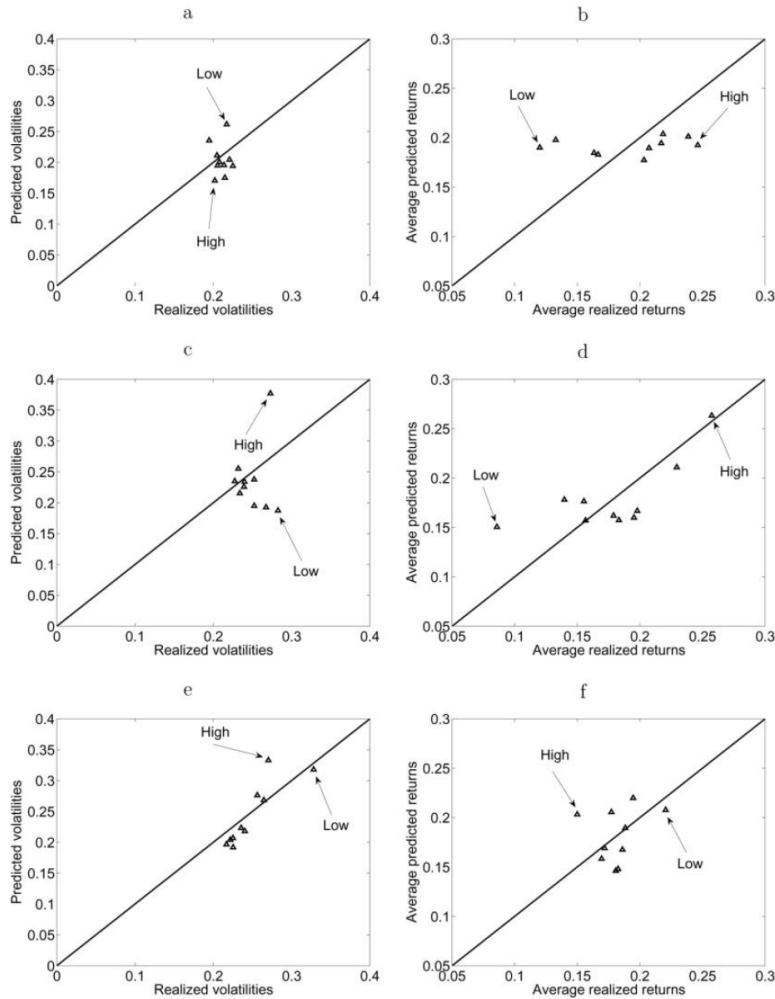 a
0.4
0.35
0.3
0.25
0.2
0.15
0.1
0.05
0
Predicted volatilities
Low
High
0
0.1
0.2
0.3
0.4
Realized volatilities
b
0.3
0.25
0.2
0.15
0.1
0.05
Average predicted returns
Low
High
0.05
0.1
0.15
0.2
0.25
0.3
Average realized returns
c
0.4
0.35
0.3
0.25
0.2
0.15
0.1
0.05
0
Predicted volatilities
High
Low
0
0.1
0.2
0.3
0.4
Realized volatilities
d
0.3
0.25
0.2
0.15
0.1
0.05
Average predicted returns
Low
High
0.05
0.1
0.15
0.2
0.25
0.3
Average realized returns
e
0.4
0.35
0.3
0.25
0.2
0.15
0.1
0.05
0
Predicted volatilities
High
Low
0
0.1
0.2
0.3
0.4
Realized volatilities
f
0.3
0.25
0.2
0.15
0.1
0.05
Average predicted returns
High
Low
0.05
0.1
0.15
0.2
0.25
0.3
Average realized returns